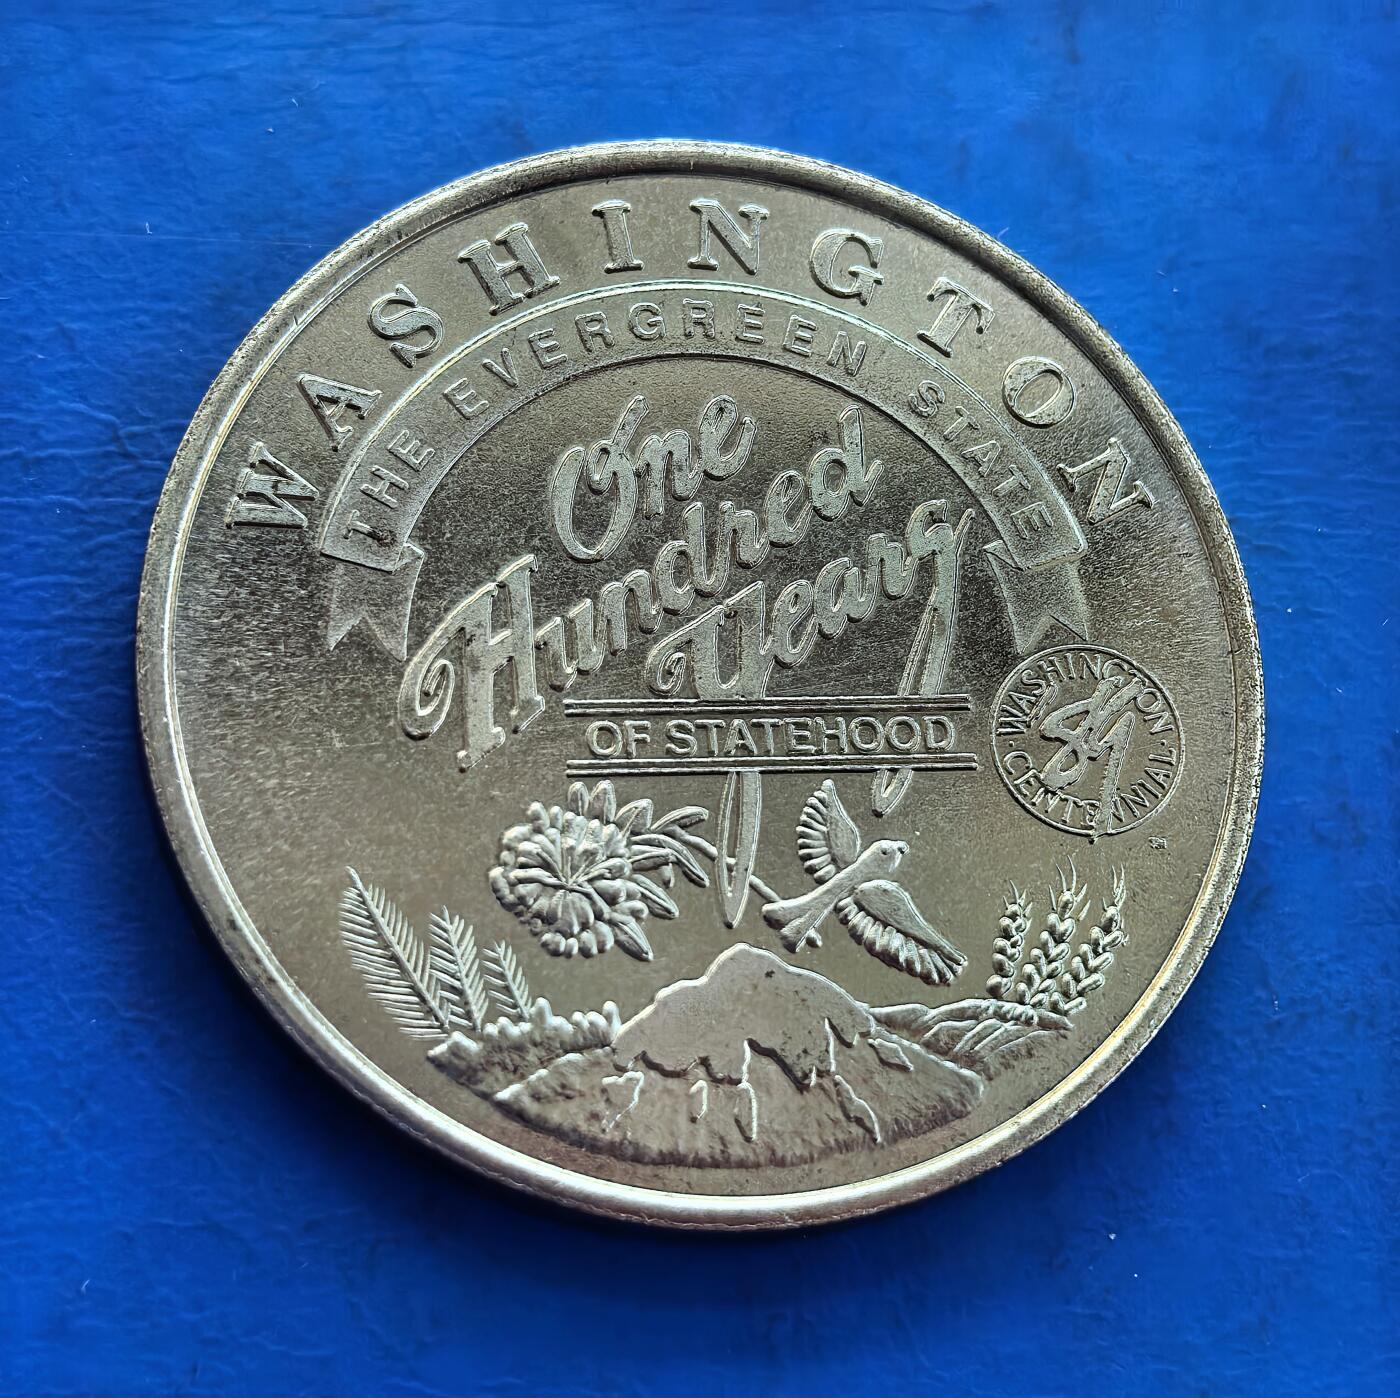 WASHINGTON
THE EVERGREEN STATE
One
Hundred
Years
OF STATEHOOD
WASHINGTON
89
CENTENNIAL